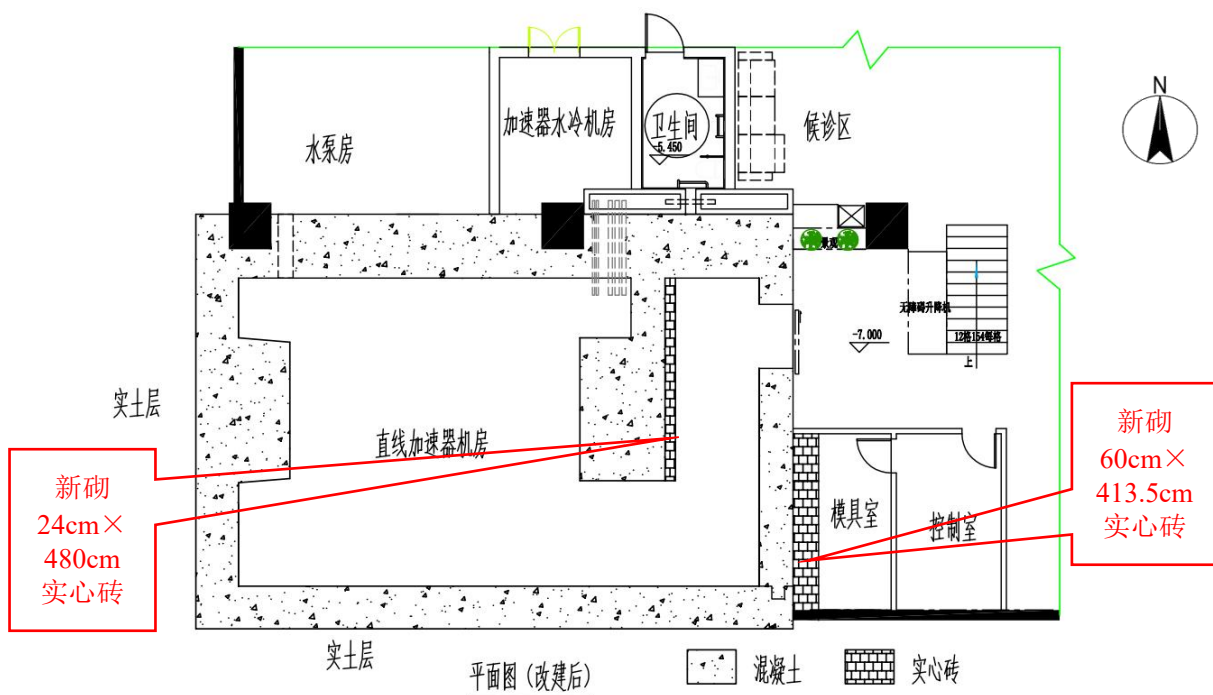 N
水泵房
加速器水冷机房
卫生间
-5.450
候诊区
景观
无障碍升降机
12格154每格
上
-7.000
实土层
直线加速器机房
新砌
24cm×
480cm
实心砖
新砌
60cm×
413.5cm
实心砖
模具室
控制室
实土层
平面图（改建后）
混凝土
实心砖